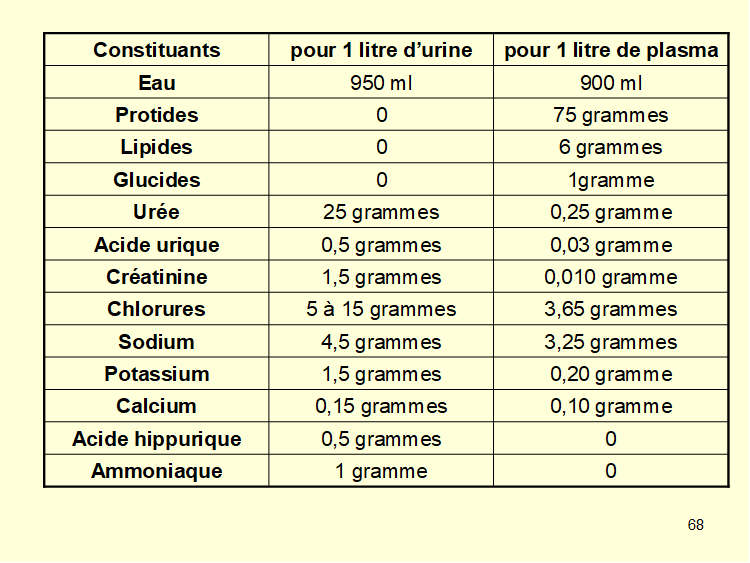 Constituants pour 1 litre d’urine pour 1 litre de plasma
Eau 950 ml 900 ml
Protides 0 75 grammes
Lipides 0 6 grammes
Glucides 0 1gramme
Urée 25 grammes 0,25 gramme
Acide urique 0,5 grammes 0,03 gramme
Créatinine 1,5 grammes 0,010 gramme
Chlorures 5 à 15 grammes 3,65 grammes
Sodium 4,5 grammes 3,25 grammes
Potassium 1,5 grammes 0,20 gramme
Calcium 0,15 grammes 0,10 gramme
Acide hippurique 0,5 grammes 0
Ammoniaque 1 gramme 0
68